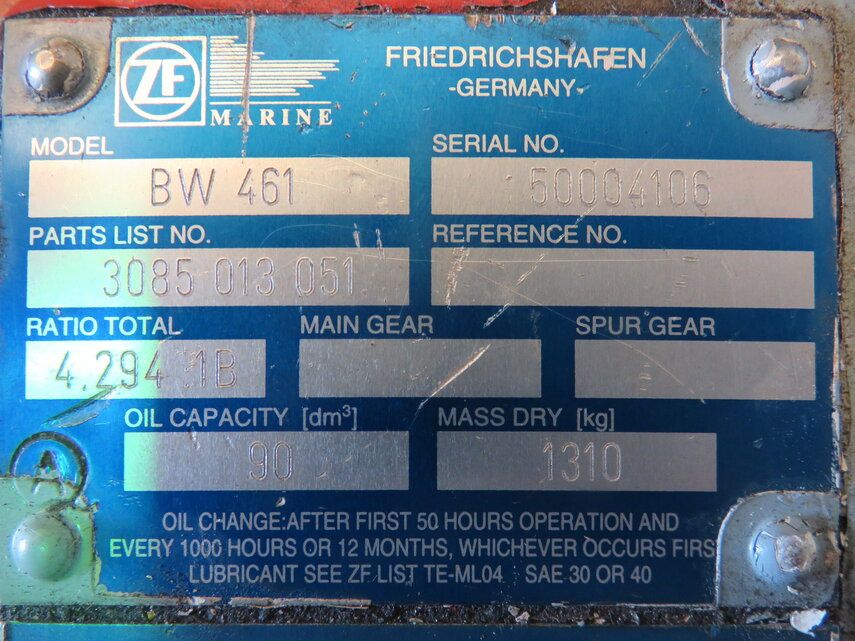 ZF
MARINE
FRIEDRICHSHAFEN
-GERMANY-
MODEL
BW 461
SERIAL NO.
50004106
PARTS LIST NO.
3085 013 051
REFERENCE NO.
RATIO TOTAL
4.294 :1B
MAIN GEAR
SPUR GEAR
OIL CAPACITY [dm³]
90
MASS DRY [kg]
1310
A
OIL CHANGE:AFTER FIRST 50 HOURS OPERATION AND
EVERY 1000 HOURS OR 12 MONTHS, WHICHEVER OCCURS FIRS
LUBRICANT SEE ZF LIST TE-ML04 SAE 30 OR 40